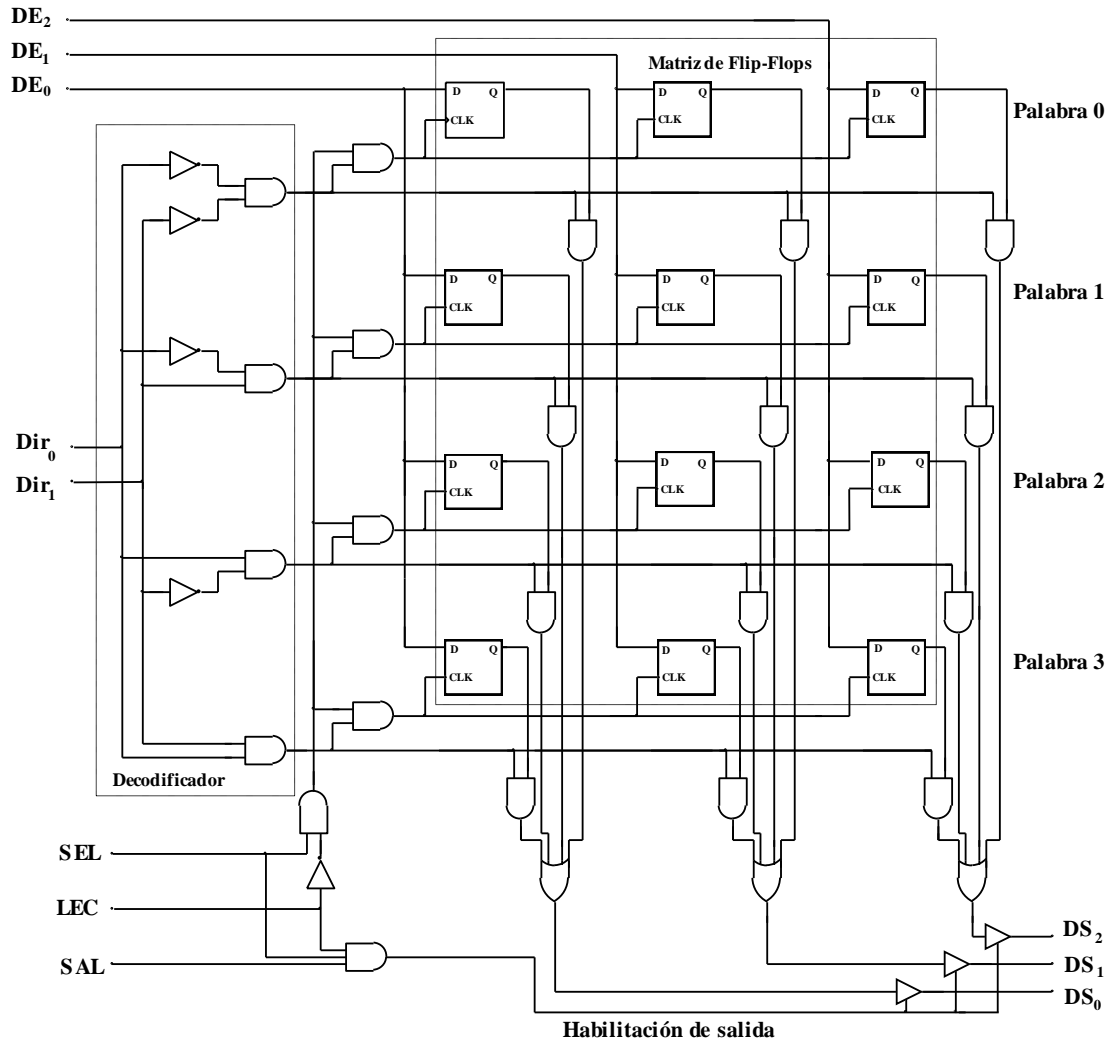 DE2
DE1
DE0
Matriz de Flip-Flops
D Q
CLK
D Q
CLK
D Q
CLK
Palabra 0
D Q
CLK
D Q
CLK
D Q
CLK
Palabra 1
Dir0
Dir1
D Q
CLK
D Q
CLK
D Q
CLK
Palabra 2
D Q
CLK
D Q
CLK
D Q
CLK
Palabra 3
Decodificador
SEL
LEC
SAL
DS2
DS1
DS0
Habilitación de salida